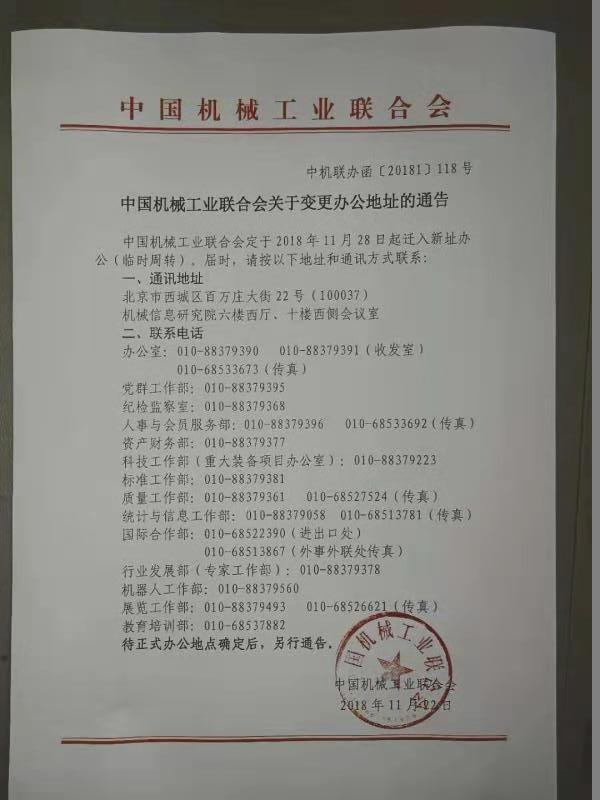 中国机械工业联合会
中机联办函〔20181〕118号
中国机械工业联合会关于变更办公地址的通告
中国机械工业联合会定于2018年11月28日起迁入新址办
公（临时周转）。届时，请按以下地址和通讯方式联系：
一、通讯地址
北京市西城区百万庄大街22号（100037）
机械信息研究院六楼西厅、十楼西侧会议室
二、联系电话
办公室：010-88379390 010-88379391（收发室）
010-68533673（传真）
党群工作部：010-88379395
纪检监察室：010-88379368
人事与会员服务部：010-88379396 010-68533692（传真）
资产财务部：010-88379377
科技工作部（重大装备项目办公室）：010-88379223
标准工作部：010-88379381
质量工作部：010-88379361 010-68527524（传真）
统计与信息工作部：010-88379058 010-68513781（传真）
国际合作部：010-68522390（进出口处）
010-68513867（外事外联处传真）
行业发展部（专家工作部）：010-88379378
机器人工作部：010-88379560
展览工作部：010-88379493 010-68526621（传真）
教育培训部：010-68537882
待正式办公地点确定后，另行通告。
中国机械工业联合会
2018年11月22日